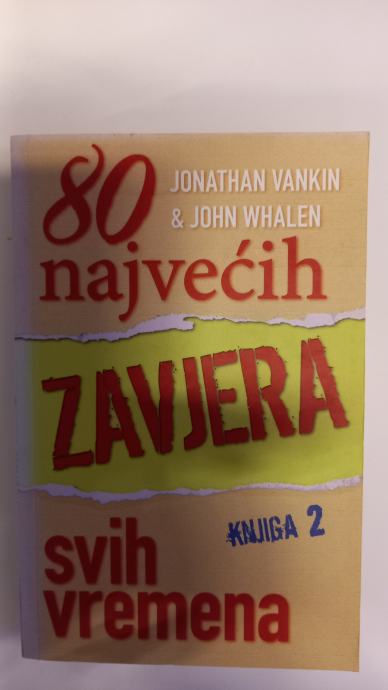 80
JONATHAN VANKIN
& JOHN WHALEN
najvećih
ZAVJERA
KNJIGA 2
svih
vremena